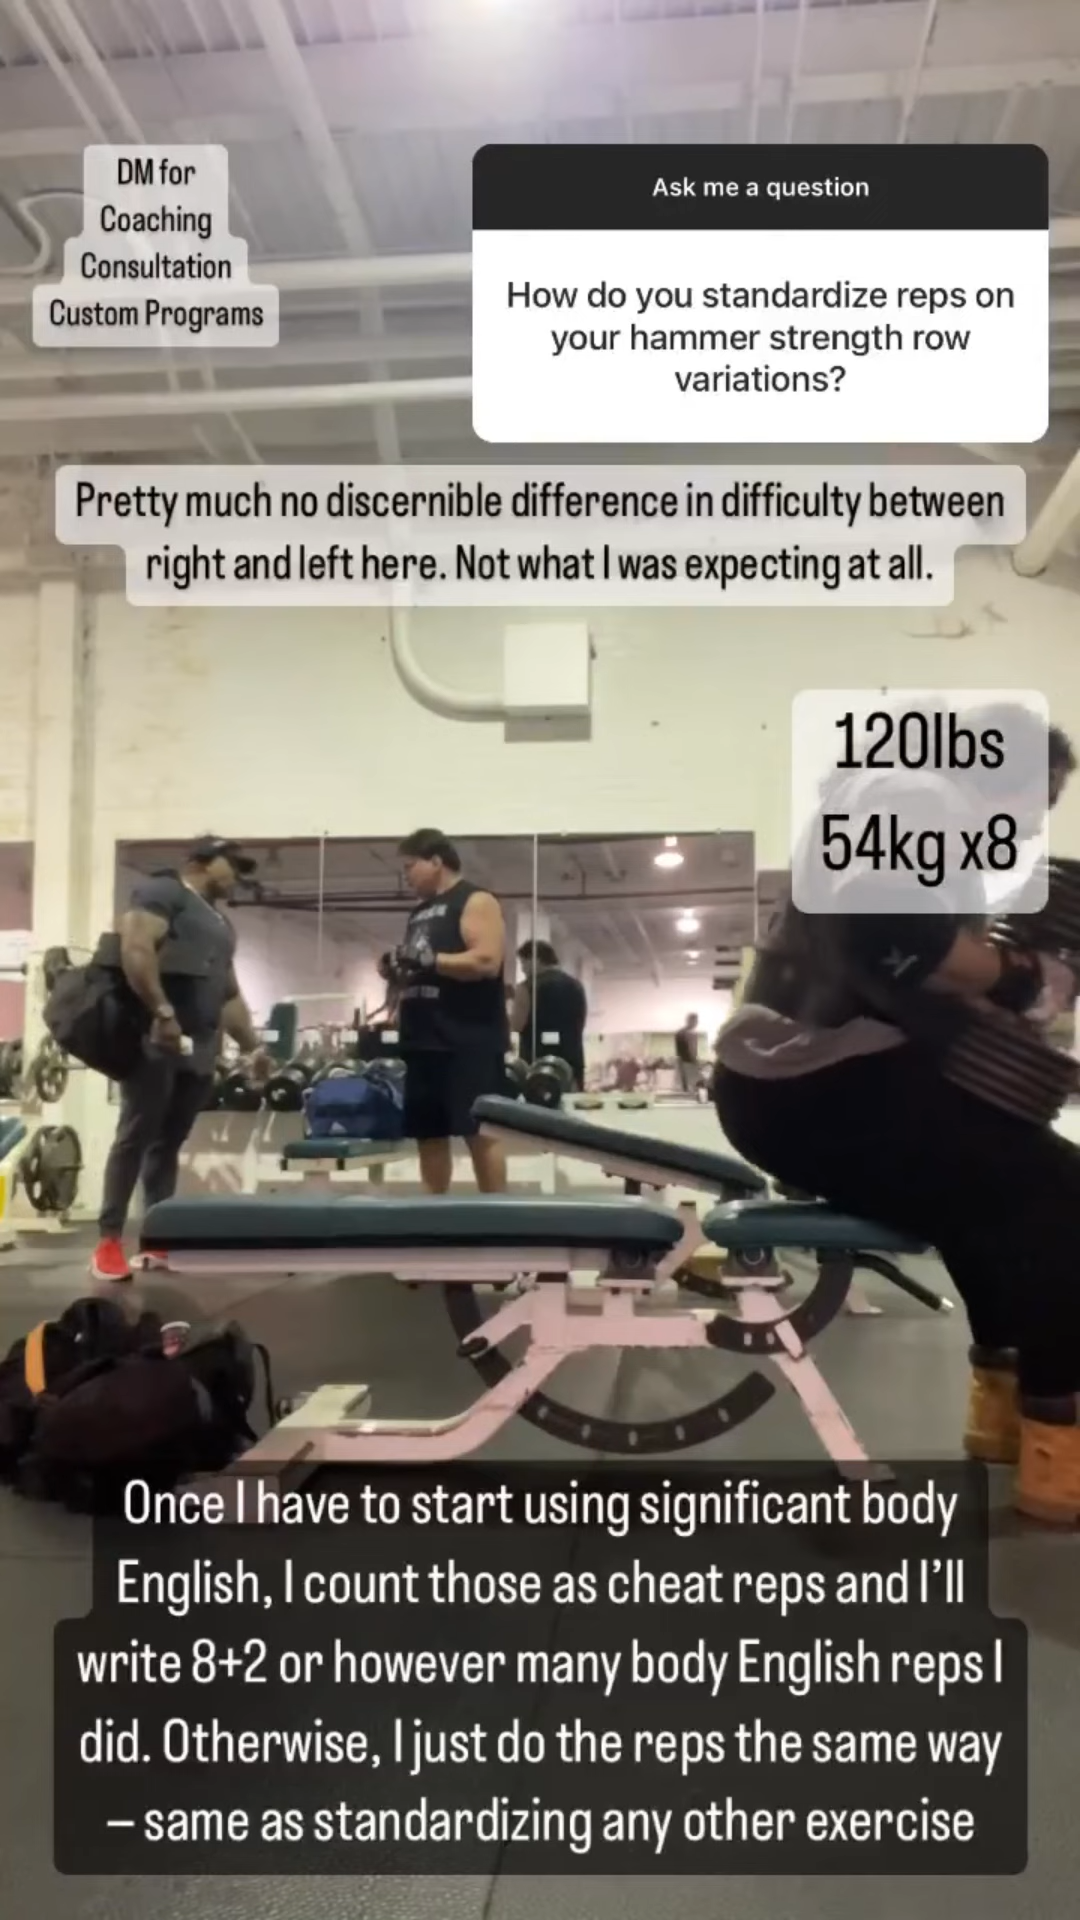 DM for
Coaching
Consultation
Custom Programs
Ask me a question
How do you standardize reps on
your hammer strength row
variations?
Pretty much no discernible difference in difficulty between
right and left here. Not what I was expecting at all.
120lbs
54kg x8
Once I have to start using significant body
English, I count those as cheat reps and I'll
write 8+2 or however many body English reps I
did. Otherwise, I just do the reps the same way
– same as standardizing any other exercise